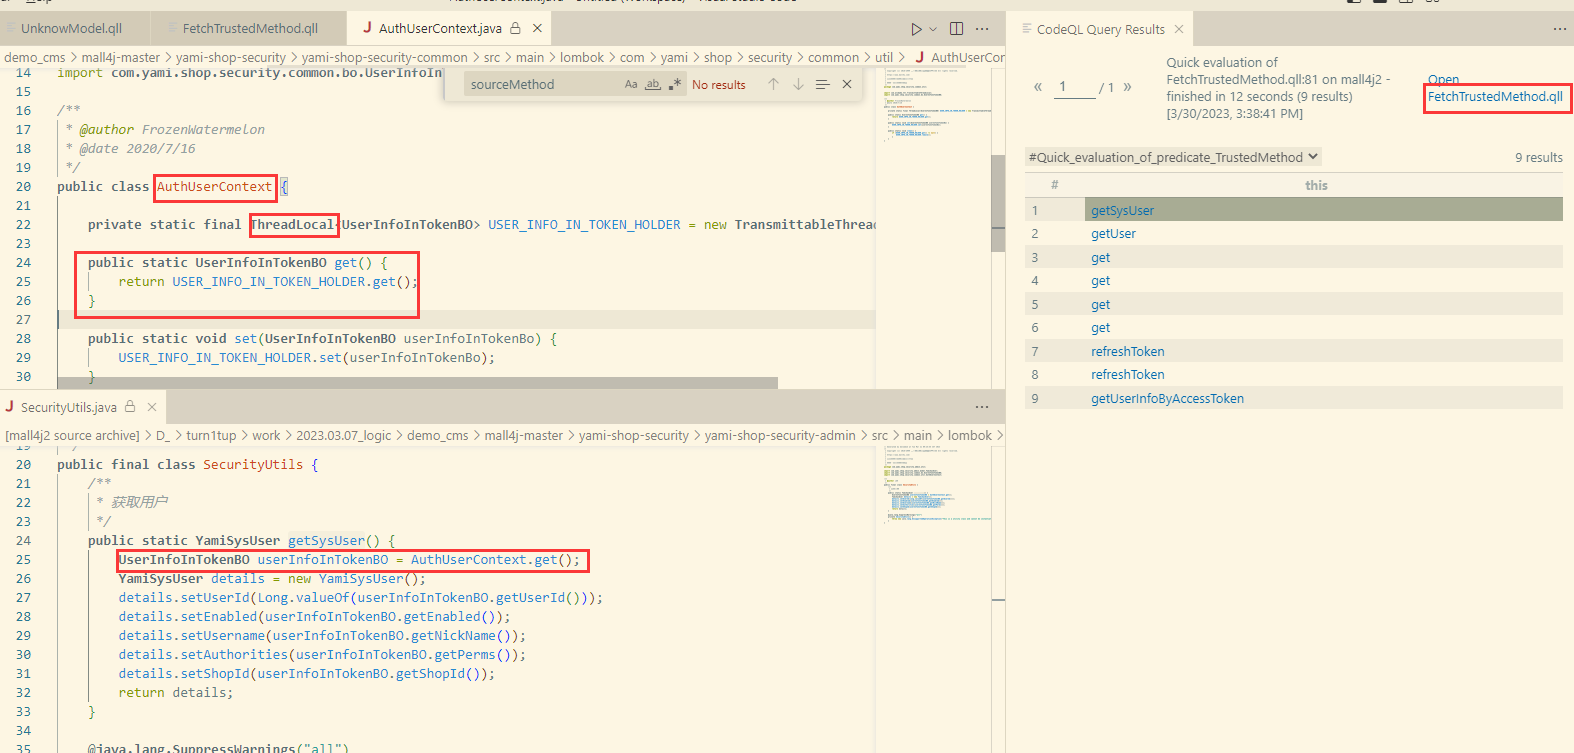 UnknowModel.qll
FetchTrustedMethod.qll
J AuthUserContext.java
demo_cms > mall4j-master > yami-shop-security > yami-shop-security-common > src > main > lombok > com > yami > shop > security > common > util > J AuthUserCor
14 import com.yami.shop.security.common.bo.UserInfoIn
sourceMethod Aa ab .* No results
15
16 /**
17 * @author FrozenWatermelon
18 * @date 2020/7/16
19 */
20 public class AuthUserContext {
21
22 private static final ThreadLocal<UserInfoInTokenBO> USER_INFO_IN_TOKEN_HOLDER = new TransmittableThread
23
24 public static UserInfoInTokenBO get() {
25 return USER_INFO_IN_TOKEN_HOLDER.get();
26 }
27
28 public static void set(UserInfoInTokenBO userInfoInTokenBo) {
29 USER_INFO_IN_TOKEN_HOLDER.set(userInfoInTokenBo);
30 }
J SecurityUtils.java
[mall4j2 source archive] > D_ > turn1tup > work > 2023.03.07_logic > demo_cms > mall4j-master > yami-shop-security > yami-shop-security-admin > src > main > lombok >
20 public final class SecurityUtils {
21 /**
22 * 获取用户
23 */
24 public static YamiSysUser getSysUser() {
25 UserInfoInTokenBO userInfoInTokenBO = AuthUserContext.get();
26 YamiSysUser details = new YamiSysUser();
27 details.setUserId(Long.valueOf(userInfoInTokenBO.getUserId()));
28 details.setEnabled(userInfoInTokenBO.getEnabled());
29 details.setUsername(userInfoInTokenBO.getNickName());
30 details.setAuthorities(userInfoInTokenBO.getPerms());
31 details.setShopId(userInfoInTokenBO.getShopId());
32 return details;
33 }
34
35 @java.lang.SuppressWarnings("all")
CodeQL Query Results
« 1 / 1 »
Quick evaluation of
FetchTrustedMethod.qll:81 on mall4j2 -
finished in 12 seconds (9 results)
[3/30/2023, 3:38:41 PM]
Open
FetchTrustedMethod.qll
#Quick_evaluation_of_predicate_TrustedMethod
9 results
# this
1 getSysUser
2 getUser
3 get
4 get
5 get
6 get
7 refreshToken
8 refreshToken
9 getUserInfoByAccessToken